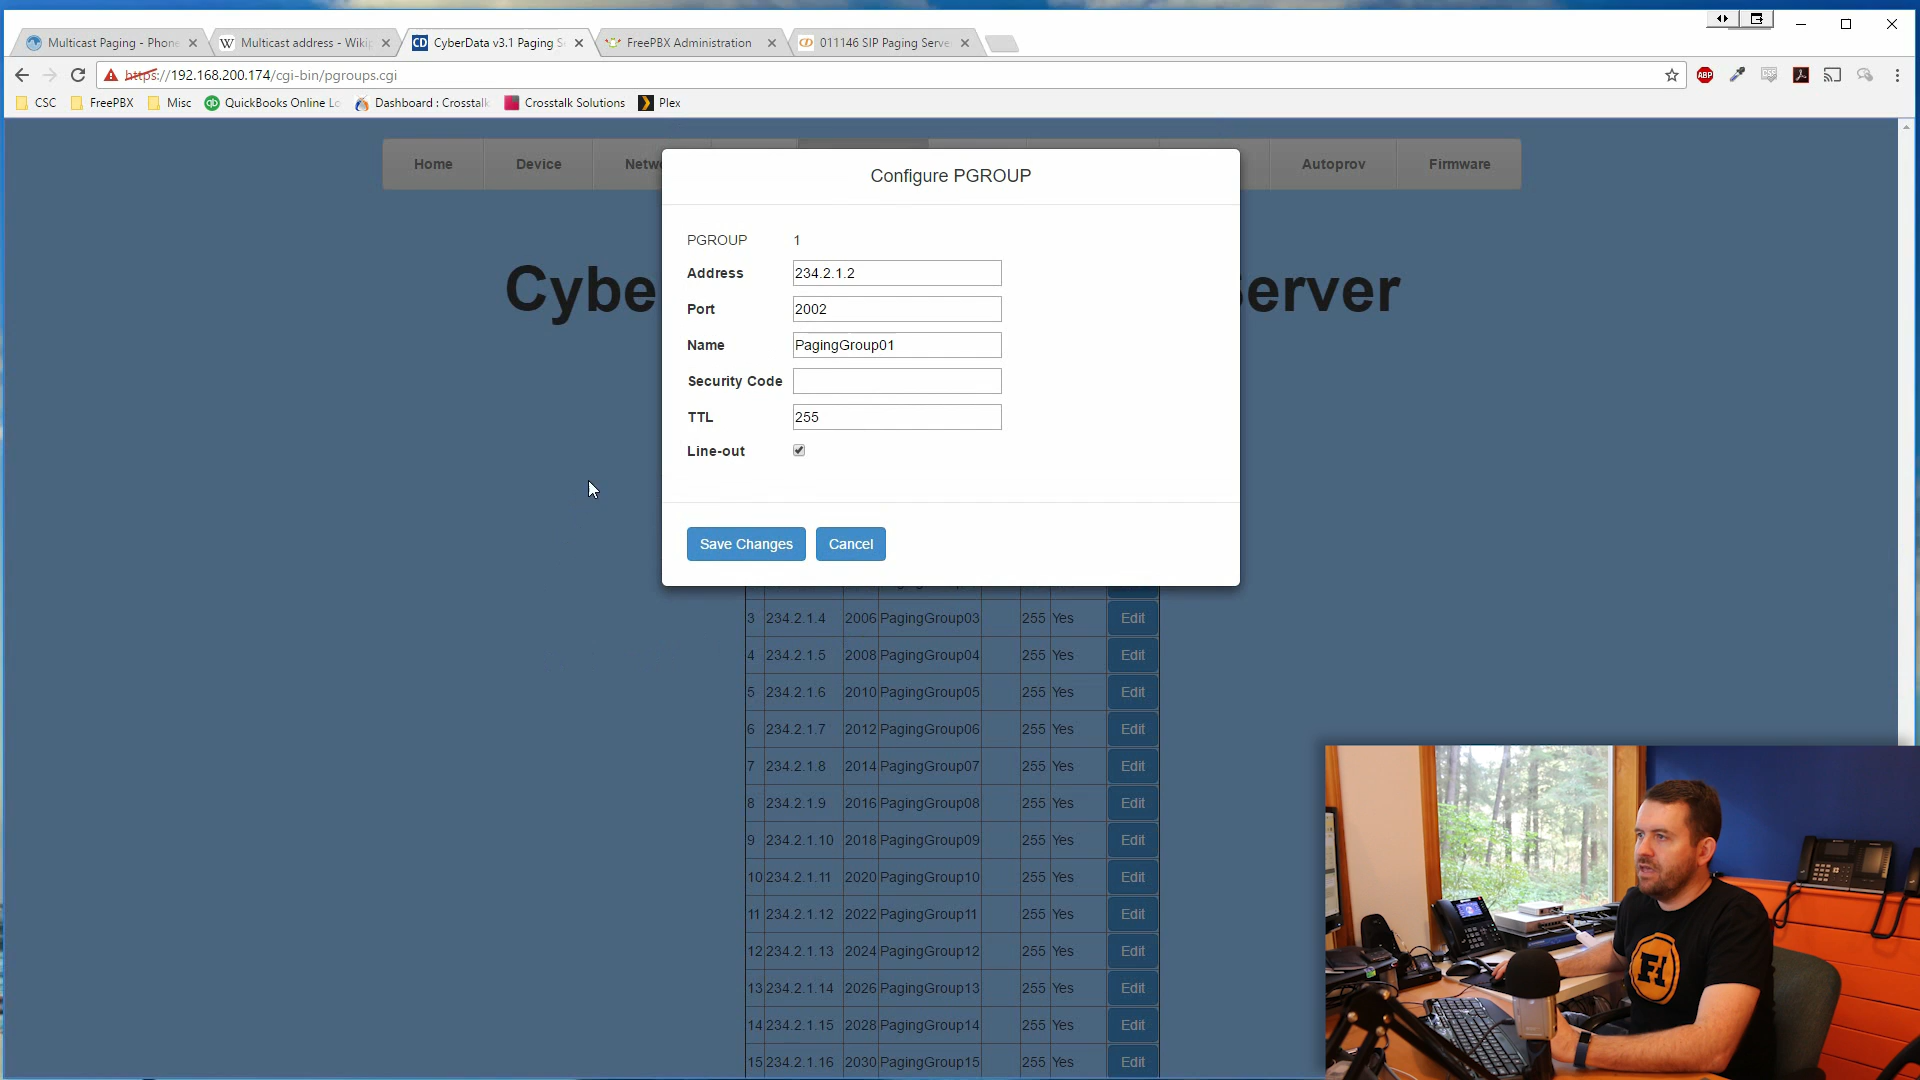 Multicast Paging - Phone
Multicast address - Wikip
CyberData v3.1 Paging S
FreePBX Administration
011146 SIP Paging Serve
https://192.168.200.174/cgi-bin/pgroups.cgi
ABP
CSC
FreePBX
Misc
QuickBooks Online Lo
Dashboard : Crosstalk
Crosstalk Solutions
Plex
Home
Device
Netw
Autoprov
Firmware
Cybe
Server
Configure PGROUP
PGROUP 1
Address 234.2.1.2
Port 2002
Name PagingGroup01
Security Code
TTL 255
Line-out
Save Changes Cancel
3 234.2.1.4 2006 PagingGroup03 255 Yes Edit
4 234.2.1.5 2008 PagingGroup04 255 Yes Edit
5 234.2.1.6 2010 PagingGroup05 255 Yes Edit
6 234.2.1.7 2012 PagingGroup06 255 Yes Edit
7 234.2.1.8 2014 PagingGroup07 255 Yes Edit
8 234.2.1.9 2016 PagingGroup08 255 Yes Edit
9 234.2.1.10 2018 PagingGroup09 255 Yes Edit
10 234.2.1.11 2020 PagingGroup10 255 Yes Edit
11 234.2.1.12 2022 PagingGroup11 255 Yes Edit
12 234.2.1.13 2024 PagingGroup12 255 Yes Edit
13 234.2.1.14 2026 PagingGroup13 255 Yes Edit
14 234.2.1.15 2028 PagingGroup14 255 Yes Edit
15 234.2.1.16 2030 PagingGroup15 255 Yes Edit